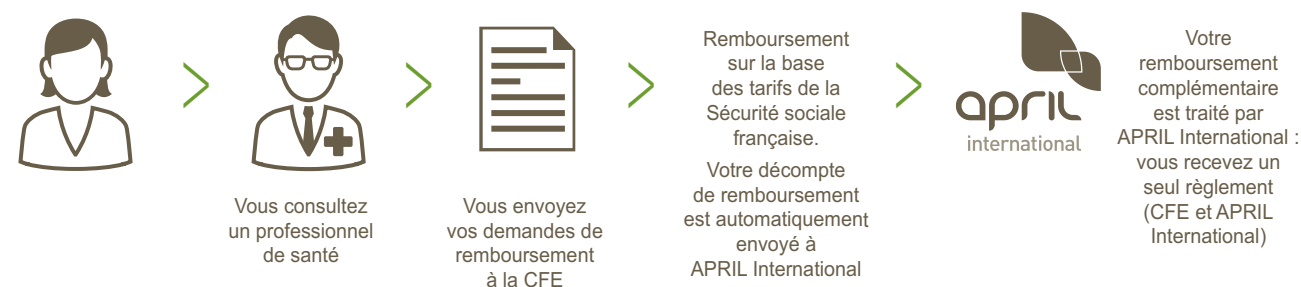 Vous consultez
un professionnel
de santé
Vous envoyez
vos demandes de
remboursement
à la CFE
Remboursement
sur la base
des tarifs de la
Sécurité sociale
française.
Votre décompte
de remboursement
est automatiquement
envoyé à
APRIL International
april
international
Votre
remboursement
complémentaire
est traité par
APRIL International :
vous recevez un
seul règlement
(CFE et APRIL
International)